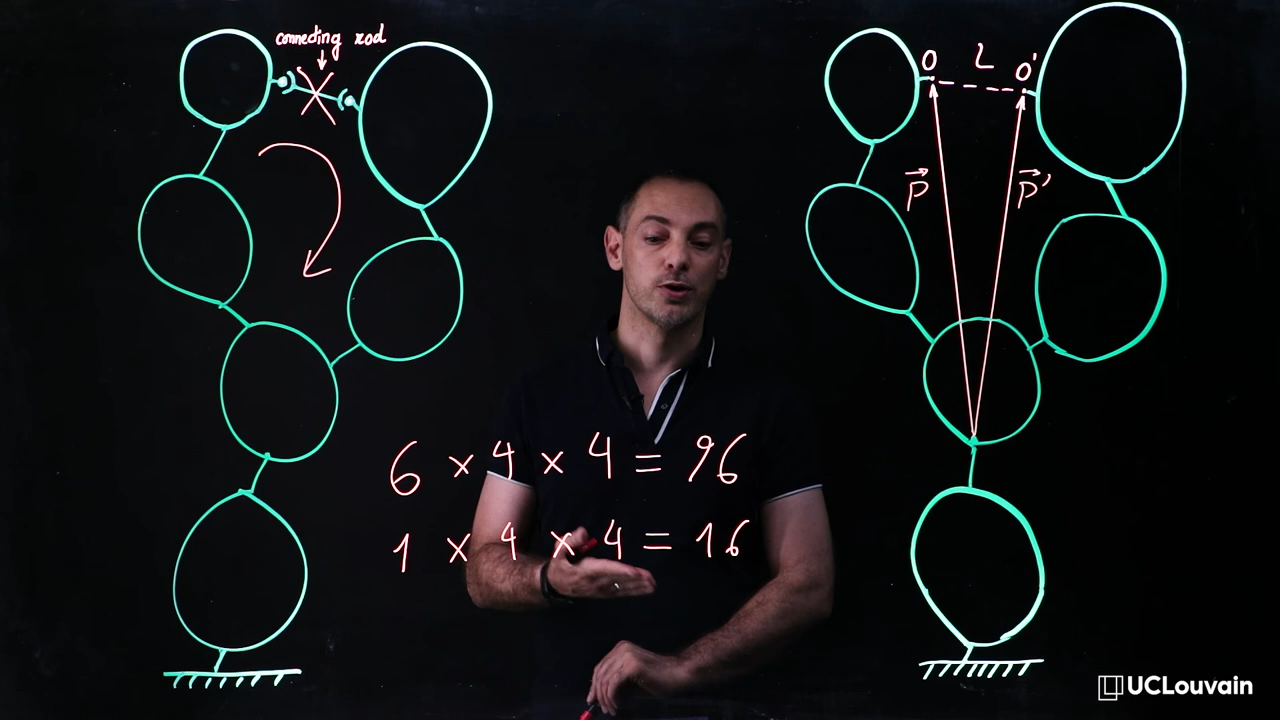 connecting rod
O L O'
p⃗ p⃗'
6 × 4 × 4 = 96
1 × 4 × 4 = 16
UCLouvain